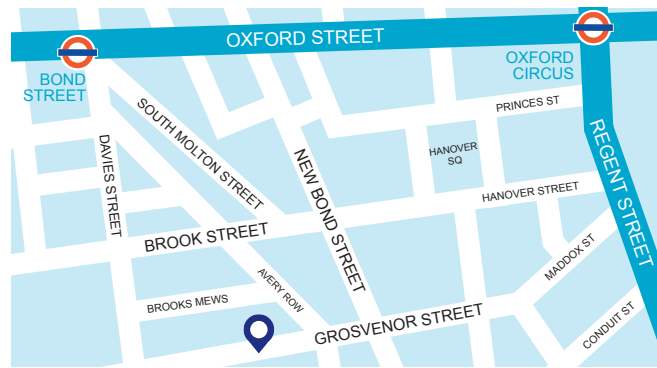 OXFORD STREET
BOND
STREET
OXFORD
CIRCUS
PRINCES ST
SOUTH MOLTON STREET
DAVIES STREET
NEW BOND STREET
HANOVER
SQ
REGENT STREET
HANOVER STREET
BROOK STREET
MADDOX ST
AVERY ROW
BROOKS MEWS
GROSVENOR STREET
CONDUIT ST